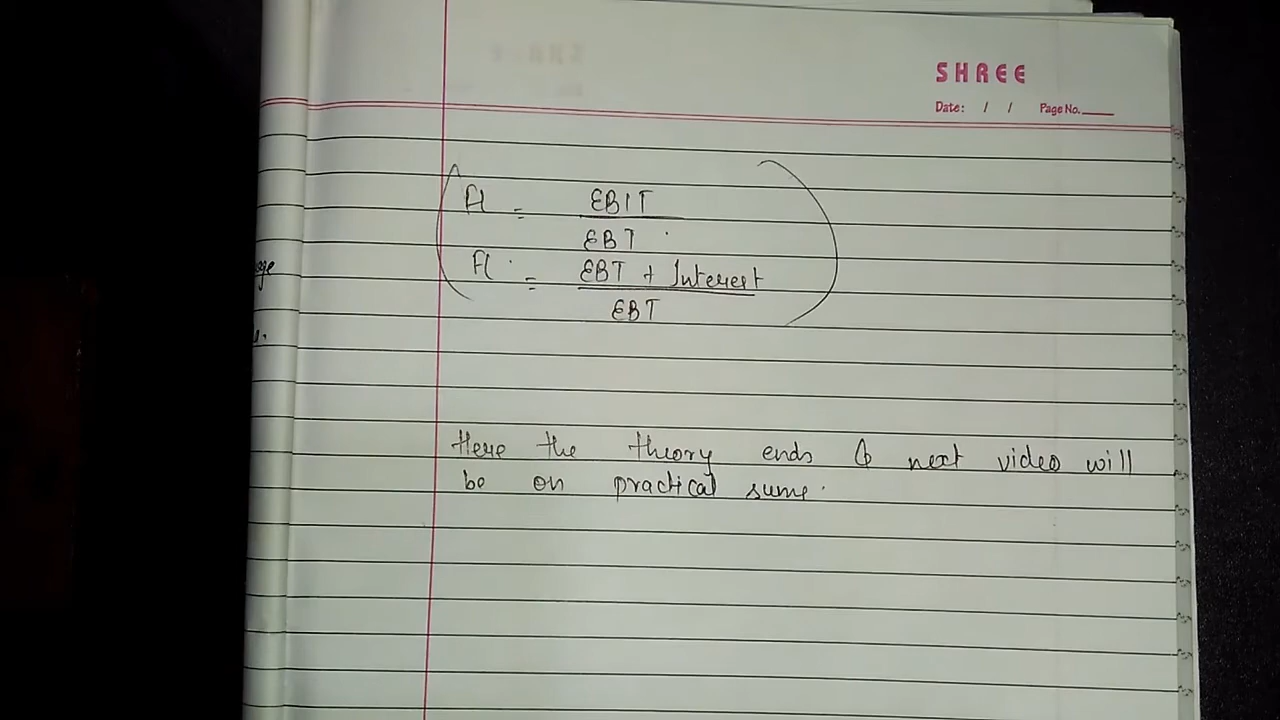 SHREE
Date: / / Page No.
FL = EBIT
EBT
FL = EBT + Interest
EBT
Here the theory ends & next video will
be on practical sums.